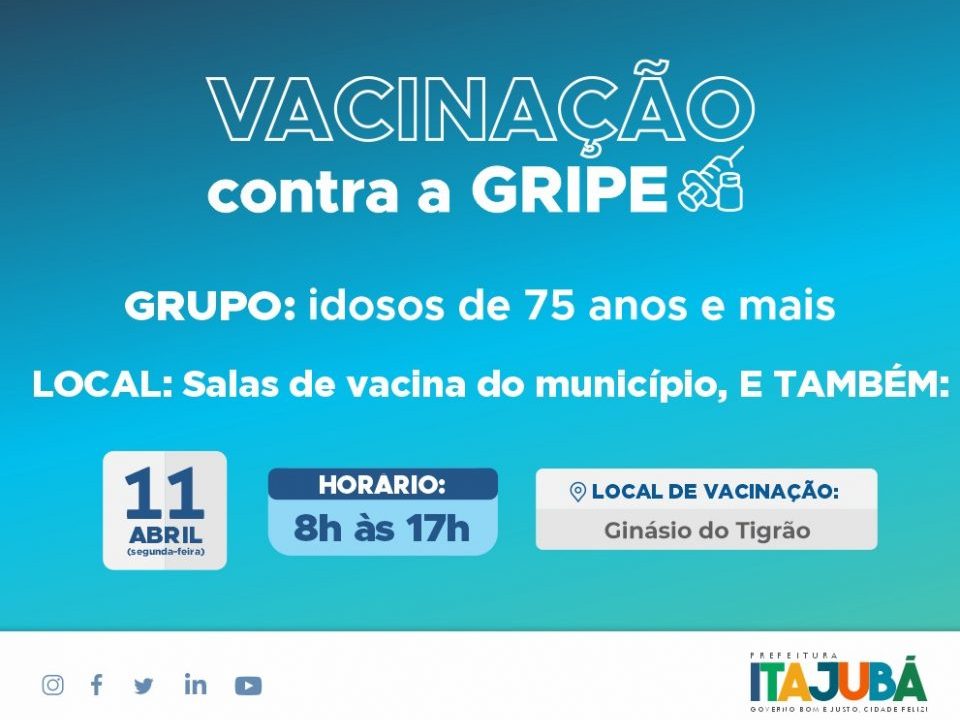 VACINAÇÃO
contra a GRIPE
GRUPO: idosos de 75 anos e mais
LOCAL: Salas de vacina do município, E TAMBÉM:
11
ABRIL
(segunda-feira)
HORARIO:
8h às 17h
LOCAL DE VACINAÇÃO:
Ginásio do Tigrão
PREFEITURA
ITAJUBÁ
GOVERNO BOM E JUSTO, CIDADE FELIZ!